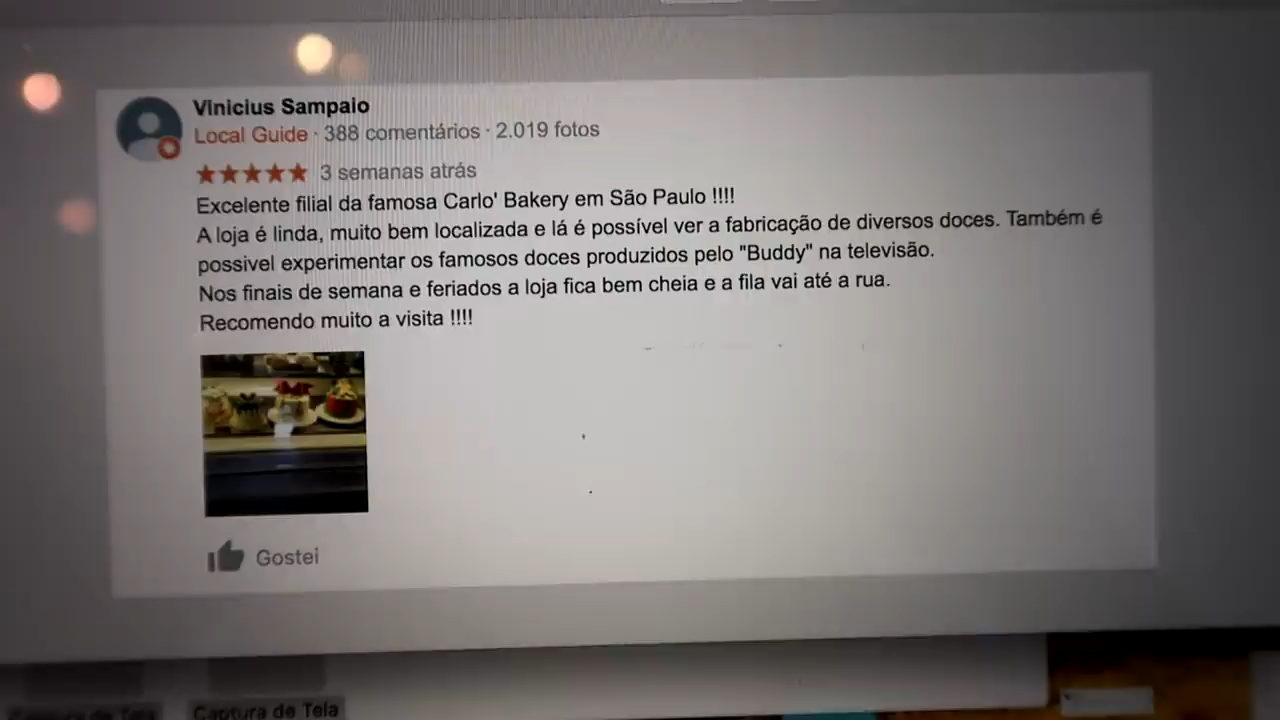 Vinicius Sampaio
Local Guide · 388 comentários · 2.019 fotos
3 semanas atrás
Excelente filial da famosa Carlo' Bakery em São Paulo !!!!
A loja é linda, muito bem localizada e lá é possível ver a fabricação de diversos doces. Também é
possivel experimentar os famosos doces produzidos pelo "Buddy" na televisão.
Nos finais de semana e feriados a loja fica bem cheia e a fila vai até a rua.
Recomendo muito a visita !!!!
Gostei
Captura de Tela Captura de Tela